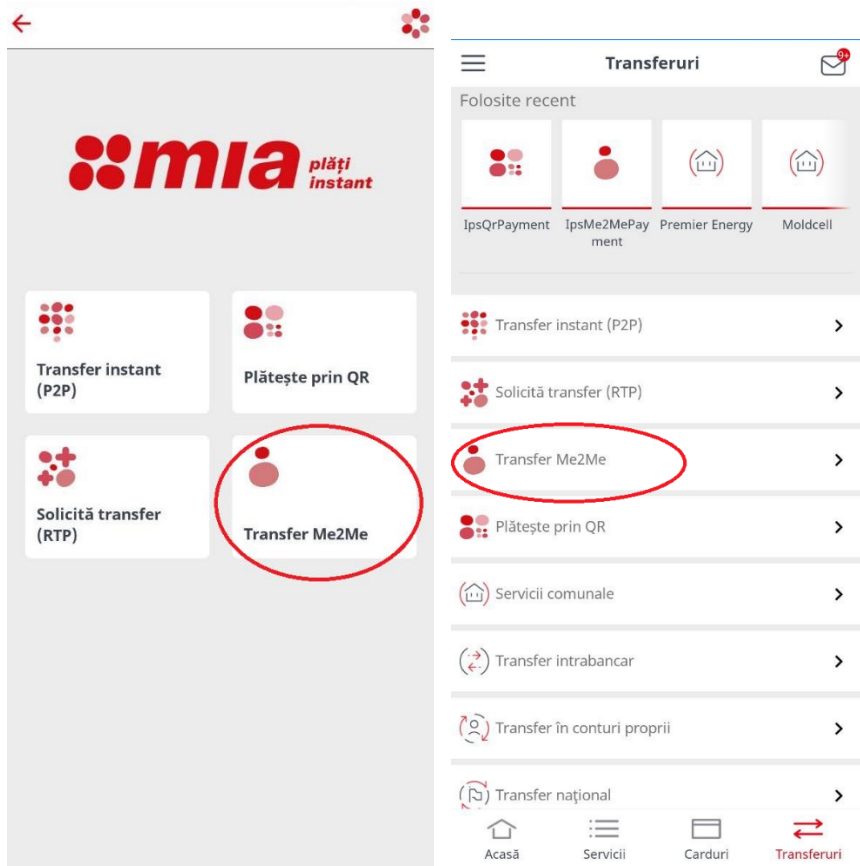 mia plăți
instant
Transfer instant
(P2P)
Plătește prin QR
Solicită transfer
(RTP)
Transfer Me2Me
Transferuri
9+
Folosite recent
IpsQrPayment
IpsMe2MePay
ment
Premier Energy
Moldcell
Transfer instant (P2P)
Solicită transfer (RTP)
Transfer Me2Me
Plătește prin QR
Servicii comunale
Transfer intrabancar
Transfer în conturi proprii
Transfer național
Acasă
Servicii
Carduri
Transferuri